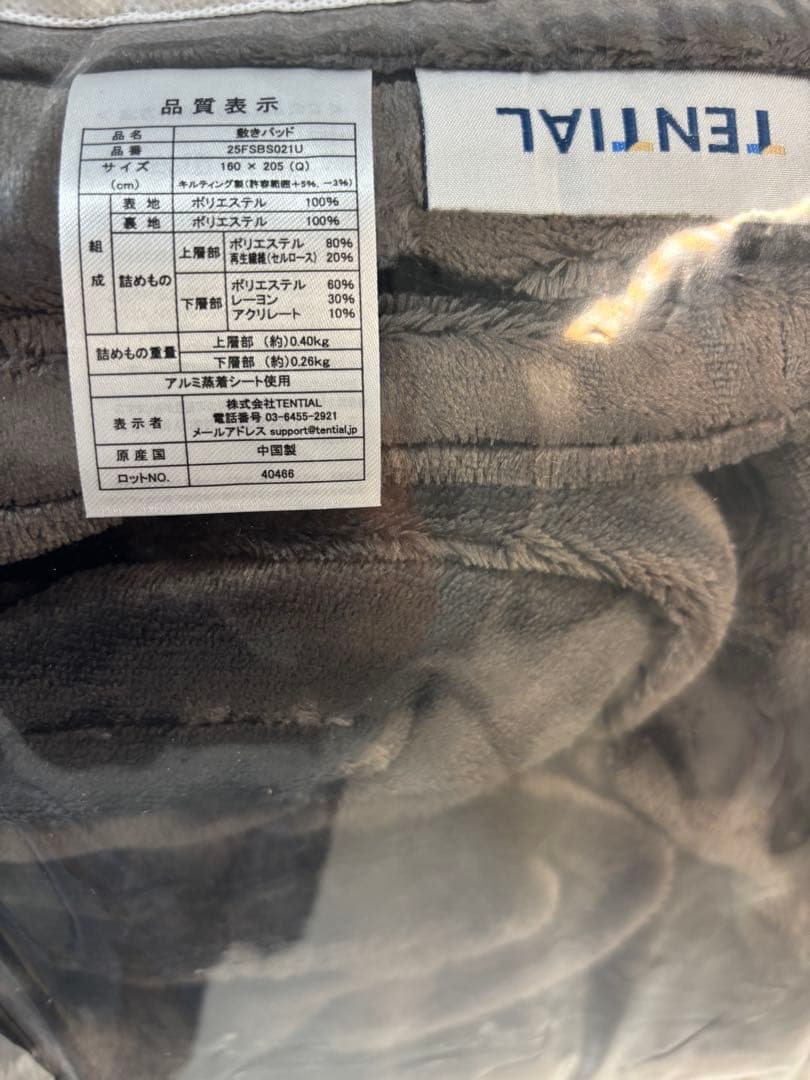 品質表示
品名 敷きパッド
品番 25FSBS021U
サイズ(cm) 160 × 205 (Q)
キルティング製(許容範囲+5%, -3%)
組成 表地 ポリエステル 100%
裏地 ポリエステル 100%
詰めもの 上層部 ポリエステル 80%
再生繊維(セルロース) 20%
下層部 ポリエステル 60%
レーヨン 30%
アクリレート 10%
詰めもの重量 上層部 (約)0.40kg
下層部 (約)0.26kg
アルミ蒸着シート使用
表示者 株式会社TENTIAL
電話番号 03-6455-2921
メールアドレス support@tential.jp
原産国 中国製
ロットNO. 40466
TENTIAL